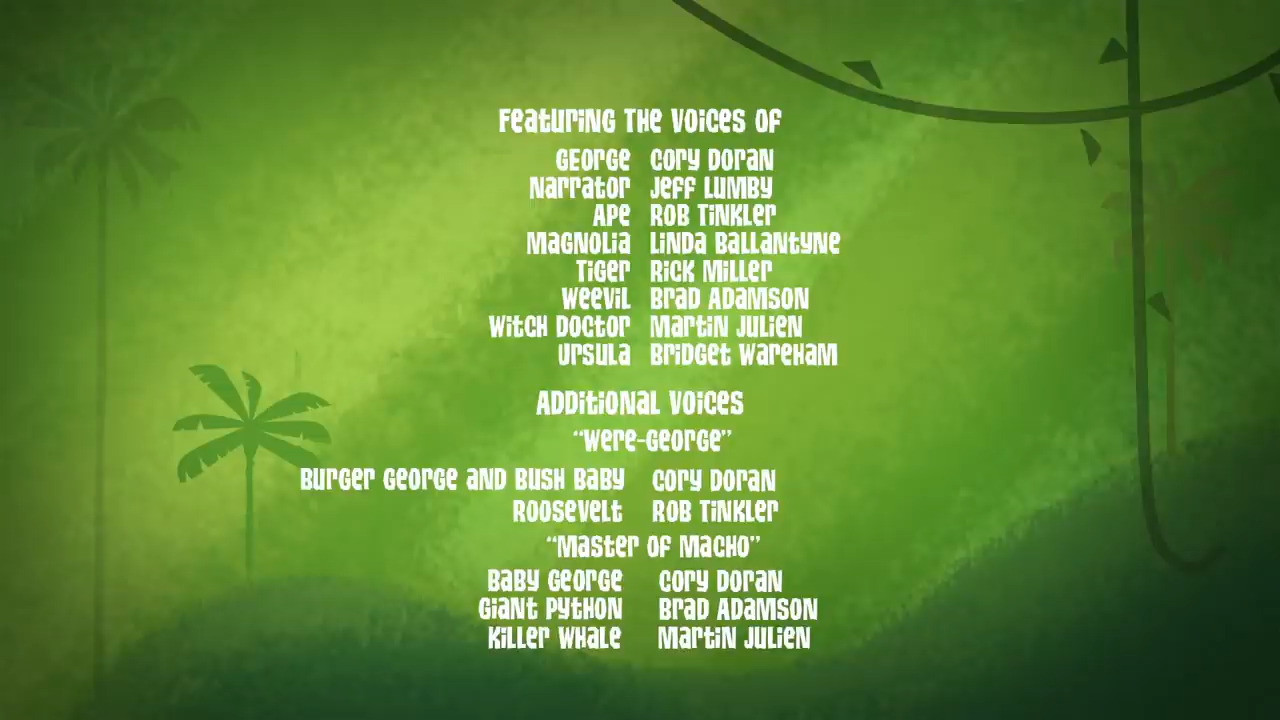 Featuring the Voices of
George Cory Doran
Narrator Jeff Lumby
Ape Rob Tinkler
Magnolia Linda Ballantyne
Tiger Rick Miller
Weevil Brad Adamson
Witch Doctor Martin Julien
Ursula Bridget Wareham
Additional Voices
"Were-George"
Burger George and Bush Baby Cory Doran
Roosevelt Rob Tinkler
"Master of Macho"
Baby George Cory Doran
Giant Python Brad Adamson
Killer Whale Martin Julien